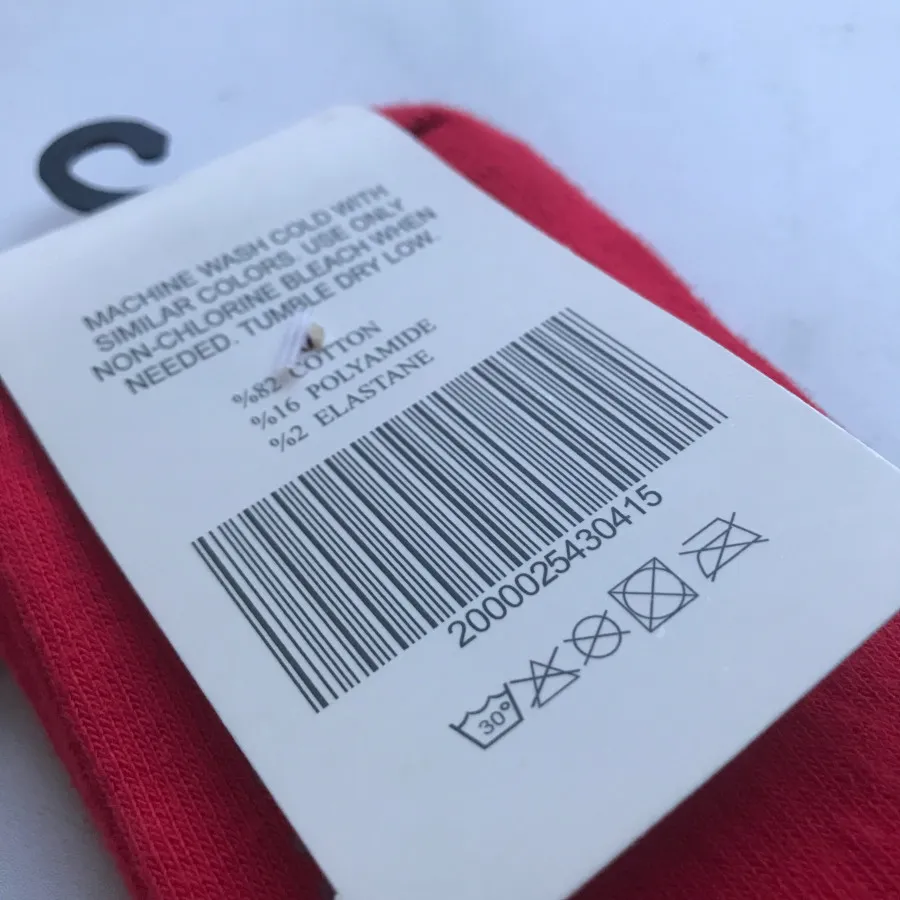 MACHINE WASH COLD WITH
SIMILAR COLORS. USE ONLY
NON-CHLORINE BLEACH WHEN
NEEDED. TUMBLE DRY LOW.
%82 COTTON
%16 POLYAMIDE
%2 ELASTANE
2000025430415
30°